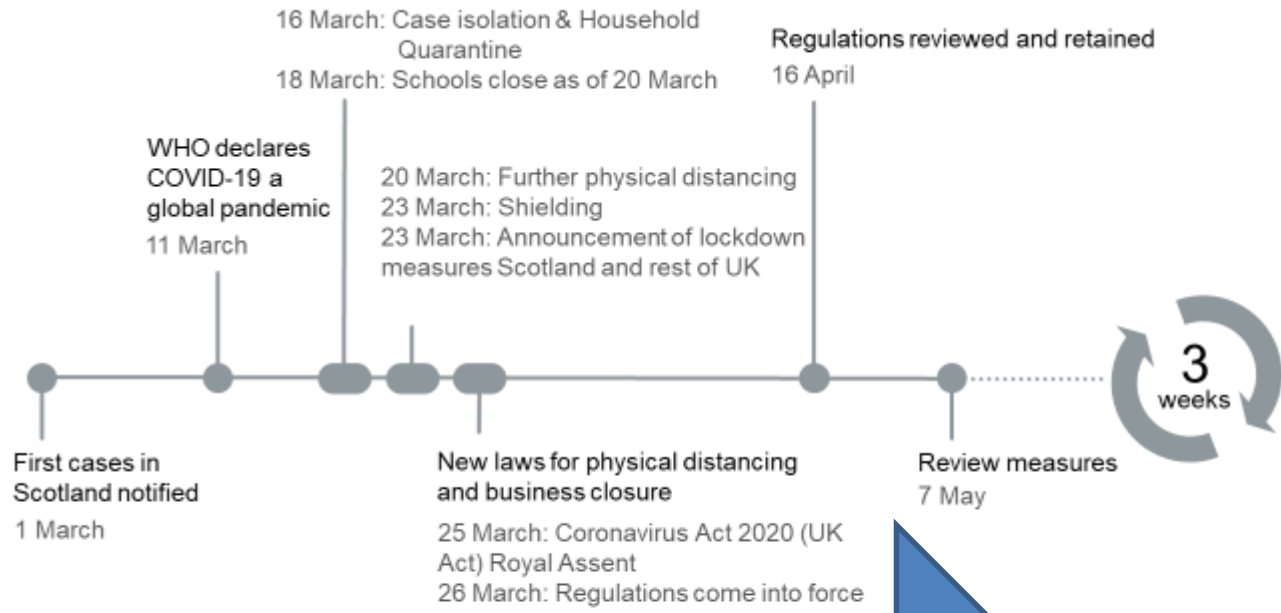 16 March: Case isolation & Household
Quarantine
18 March: Schools close as of 20 March
Regulations reviewed and retained
16 April
WHO declares
COVID-19 a
global pandemic
11 March
20 March: Further physical distancing
23 March: Shielding
23 March: Announcement of lockdown
measures Scotland and rest of UK
3
weeks
First cases in
Scotland notified
1 March
New laws for physical distancing
and business closure
25 March: Coronavirus Act 2020 (UK
Act) Royal Assent
26 March: Regulations come into force
Review measures
7 May